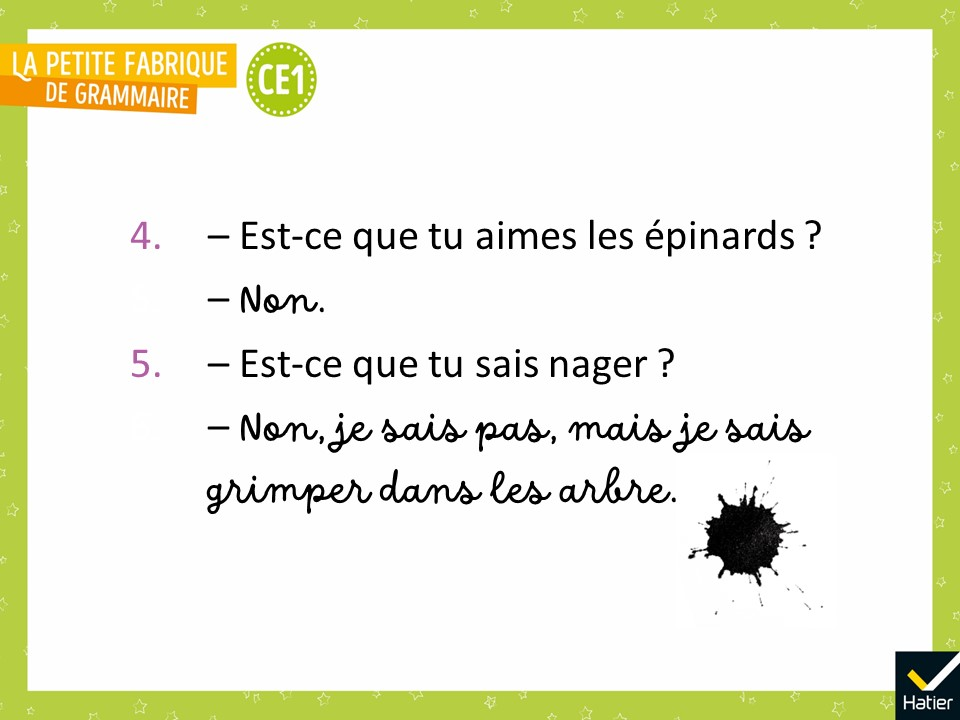 LA PETITE FABRIQUE
DE GRAMMAIRE
CE1
4. – Est-ce que tu aimes les épinards ?
– Non.
5. – Est-ce que tu sais nager ?
– Non, je sais pas, mais je sais
grimper dans les arbre.
Hatier